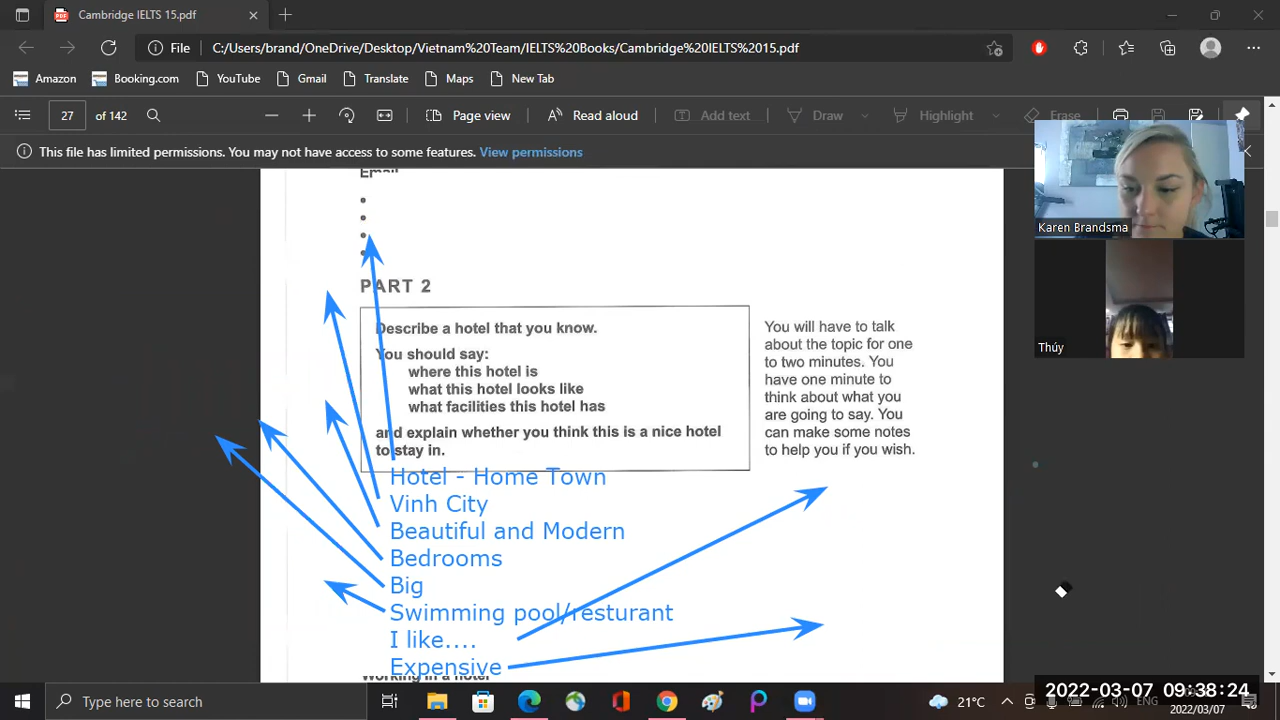 Cambridge IELTS 15.pdf
File C:/Users/brand/OneDrive/Desktop/Vietnam%20Team/IELTS%20Books/Cambridge%20IELTS%2015.pdf
Amazon Booking.com YouTube Gmail Translate Maps New Tab
27 of 142 Page view Read aloud Add text Draw Highlight Erase
This file has limited permissions. You may not have access to some features. View permissions
Email
PART 2
Describe a hotel that you know.
You should say:
where this hotel is
what this hotel looks like
what facilities this hotel has
and explain whether you think this is a nice hotel
to stay in.
You will have to talk
about the topic for one
to two minutes. You
have one minute to
think about what you
are going to say. You
can make some notes
to help you if you wish.
Hotel - Home Town
Vinh City
Beautiful and Modern
Bedrooms
Big
Swimming pool/resturant
I like....
Expensive
Working in a hotel
Karen Brandsma
Thúy
Type here to search
21°C
ENG
2022-03-07 09:38:24
2022/03/07